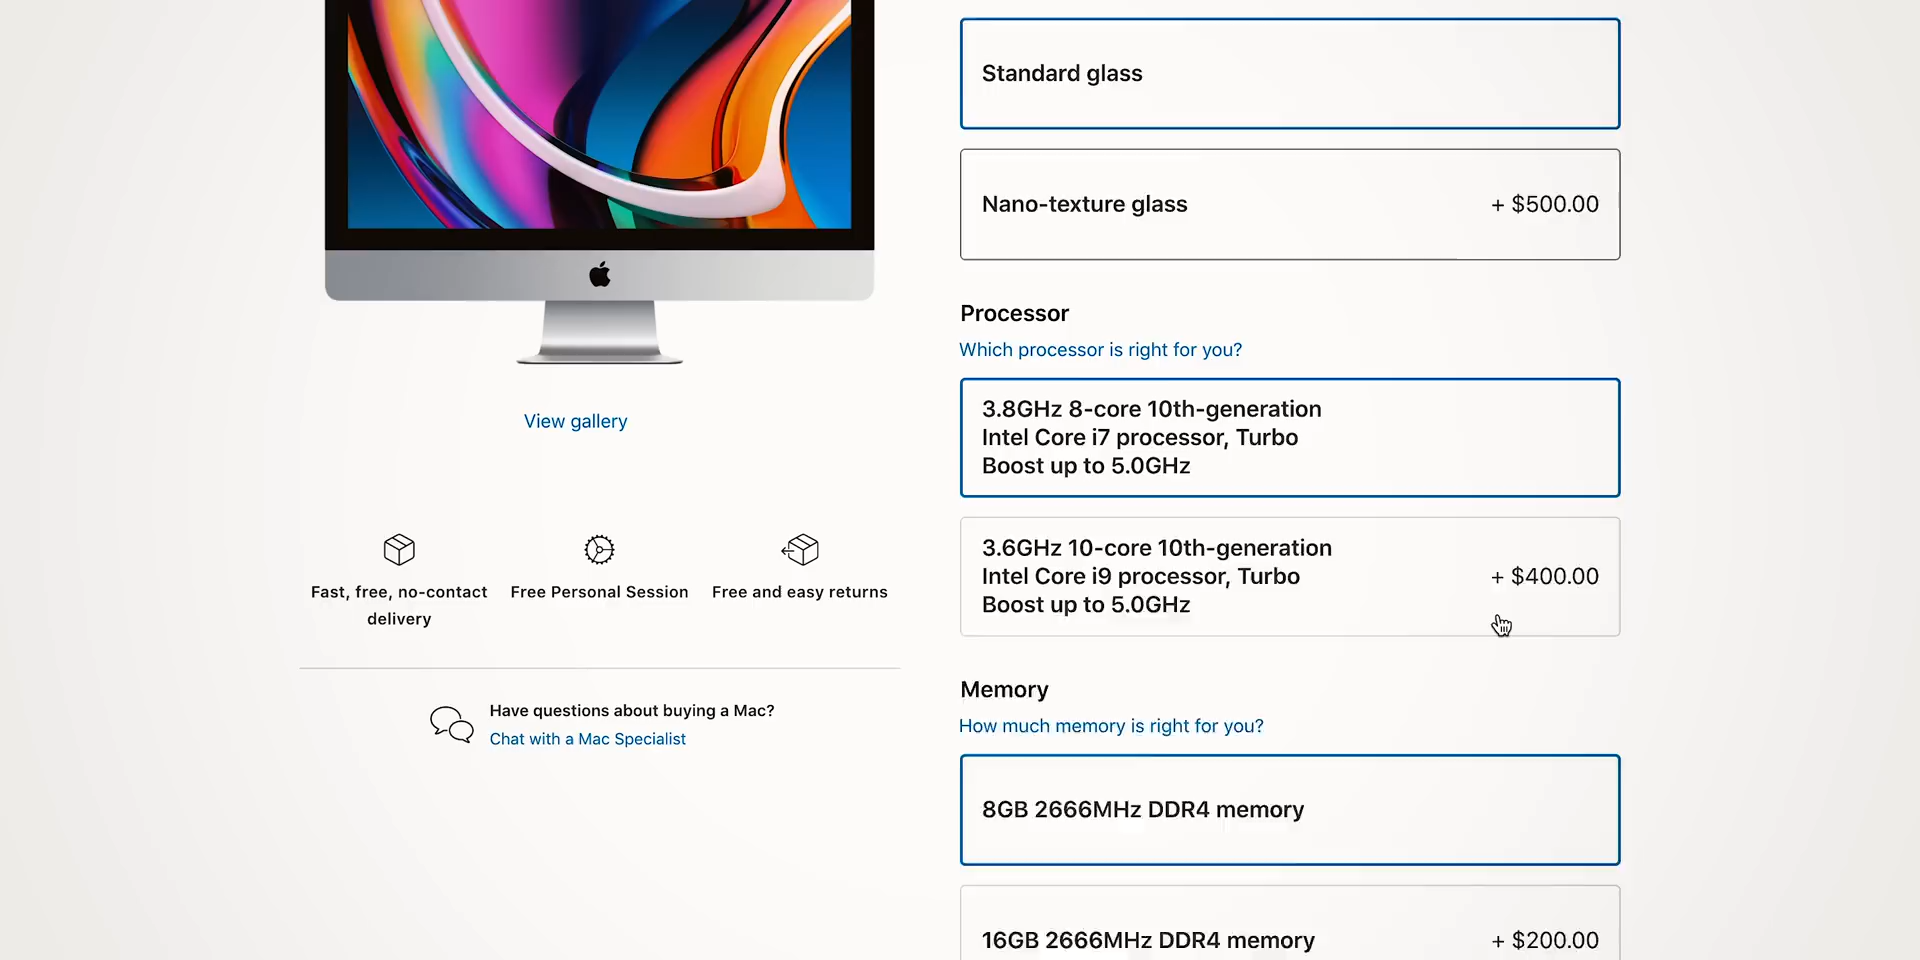 Standard glass
Nano-texture glass
+ $500.00
Processor
Which processor is right for you?
3.8GHz 8-core 10th-generation
Intel Core i7 processor, Turbo
Boost up to 5.0GHz
3.6GHz 10-core 10th-generation
Intel Core i9 processor, Turbo
Boost up to 5.0GHz
+ $400.00
Memory
How much memory is right for you?
8GB 2666MHz DDR4 memory
16GB 2666MHz DDR4 memory
+ $200.00
View gallery
Fast, free, no-contact
delivery
Free Personal Session
Free and easy returns
Have questions about buying a Mac?
Chat with a Mac Specialist